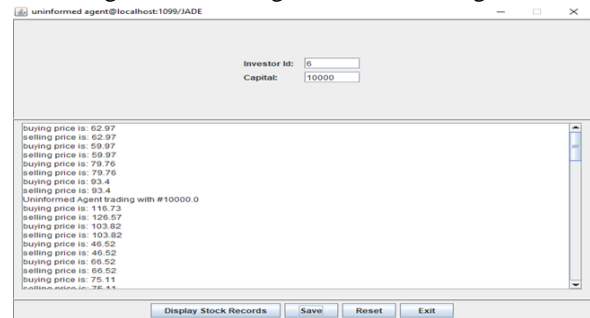 uninformed agent@localhost:1099/JADE
Investor Id: 6
Capital: 10000
buying price is: 62.97
selling price is: 62.97
buying price is: 59.97
selling price is: 59.97
buying price is: 79.76
selling price is: 79.76
buying price is: 93.4
selling price is: 93.4
Uninformed Agent trading with #10000.0
buying price is: 116.73
selling price is: 126.57
buying price is: 103.82
selling price is: 103.82
buying price is: 46.52
selling price is: 46.52
buying price is: 66.52
selling price is: 66.52
buying price is: 75.11
selling price is: 75.11
Display Stock Records Save Reset Exit